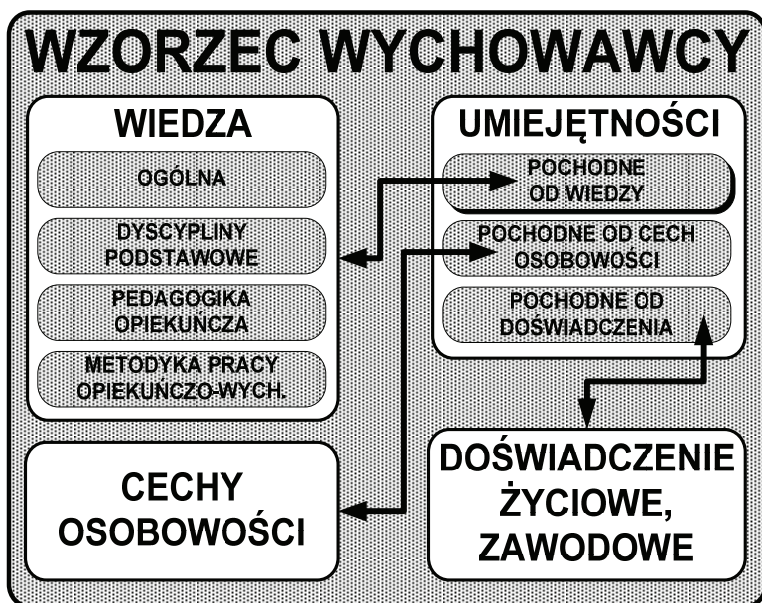 WZORZEC WYCHOWAWCY
WIEDZA
OGÓLNA
DYSCYPLINY
PODSTAWOWE
PEDAGOGIKA
OPIEKUŃCZA
METODYKA PRACY
OPIEKUŃCZO-WYCH.
UMIEJĘTNOŚCI
POCHODNE
OD WIEDZY
POCHODNE OD CECH
OSOBOWOŚCI
POCHODNE OD
DOŚWIADCZENIA
CECHY
OSOBOWOŚCI
DOŚWIADCZENIE
ŻYCIOWE,
ZAWODOWE